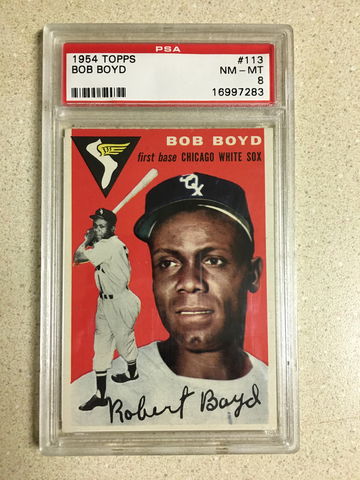 PSA
1954 TOPPS #113
BOB BOYD NM-MT
8
16997283
BOB BOYD
first base CHICAGO WHITE SOX
SOX
Robert Boyd